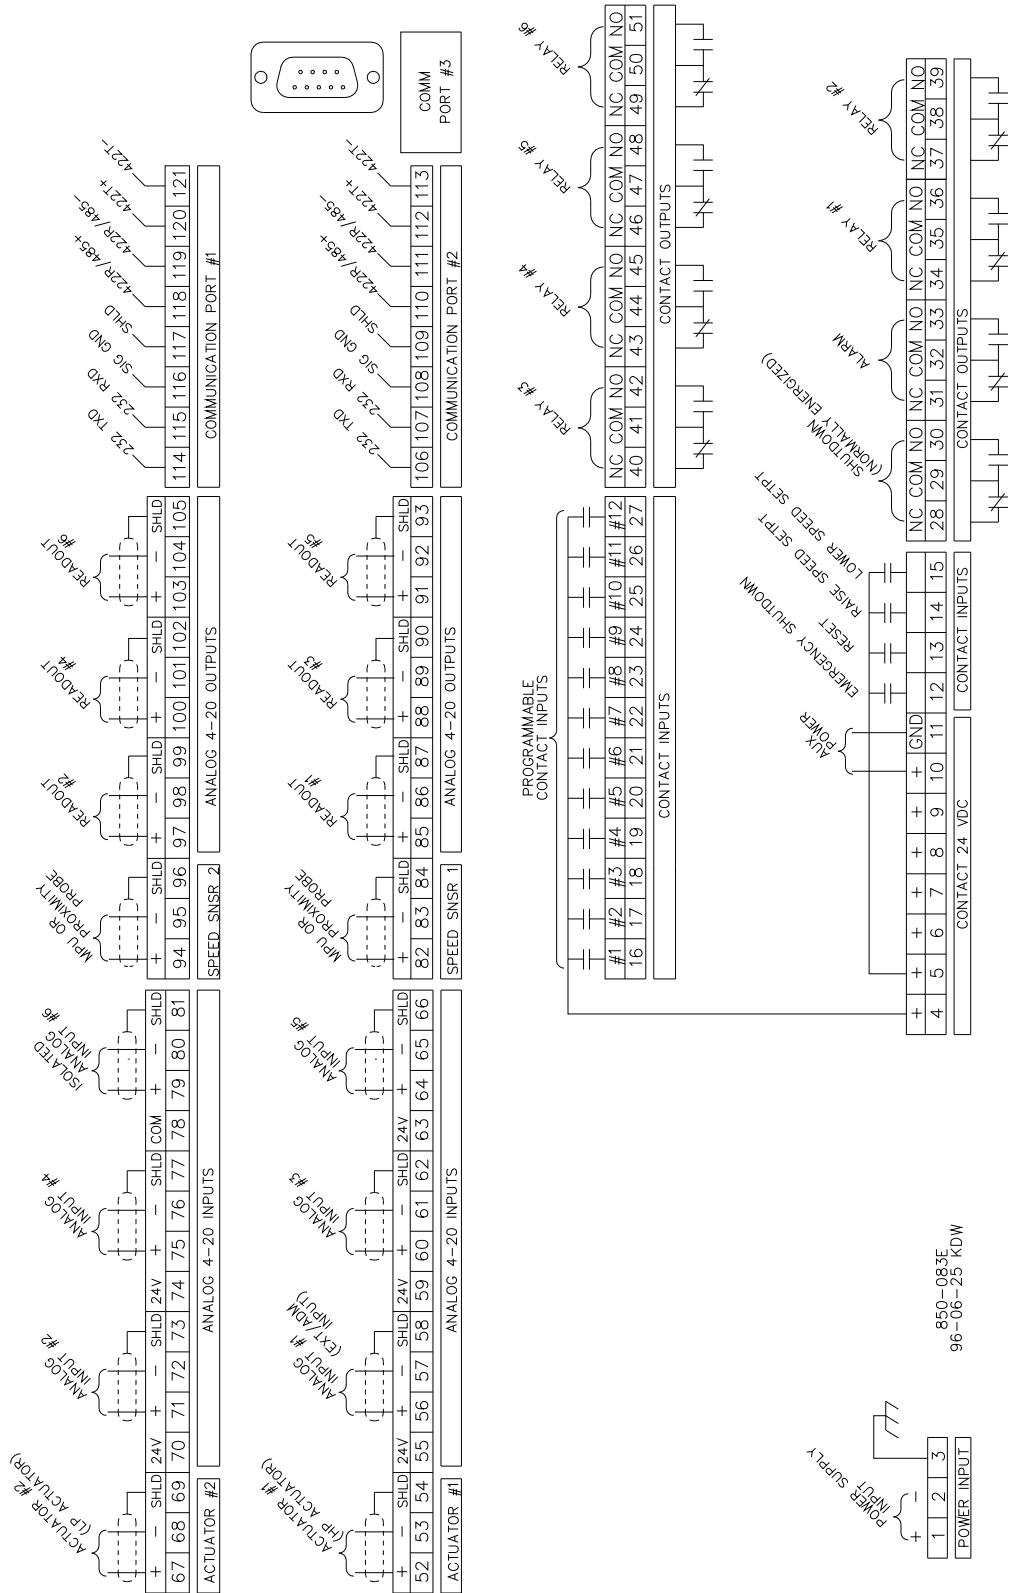 ACTUATOR #2
(LP ACTUATOR)
ANALOG
INPUT #2
ANALOG
INPUT #4
ISOLATED
ANALOG
INPUT #6
MPU OR
PROXIMITY
PROBE
READOUT
#2
READOUT
#4
READOUT
#6
232 TXD
232 RXD
SIG GND
SHLD
422R/485+
422R/485-
422T+
422T-
+ - SHLD 24V + - SHLD 24V + - SHLD COM + - SHLD + - SHLD + - SHLD + - SHLD + - SHLD
67 68 69 70 71 72 73 74 75 76 77 78 79 80 81 94 95 96 97 98 99 100 101 102 103 104 105 114 115 116 117 118 119 120 121
ACTUATOR #2
ANALOG 4-20 INPUTS
SPEED SNSR 2
ANALOG 4-20 OUTPUTS
COMMUNICATION PORT #1
ACTUATOR #1
(HP ACTUATOR)
ANALOG
INPUT #1
(EXT/ADM
INPUT)
ANALOG
INPUT #3
ANALOG
INPUT #5
MPU OR
PROXIMITY
PROBE
READOUT
#1
READOUT
#3
READOUT
#5
232 TXD
232 RXD
SIG GND
SHLD
422R/485+
422R/485-
422T+
422T-
+ - SHLD 24V + - SHLD 24V + - SHLD 24V + - SHLD + - SHLD + - SHLD + - SHLD + - SHLD
52 53 54 55 56 57 58 59 60 61 62 63 64 65 66 82 83 84 85 86 87 88 89 90 91 92 93 106 107 108 109 110 111 112 113
ACTUATOR #1
ANALOG 4-20 INPUTS
SPEED SNSR 1
ANALOG 4-20 OUTPUTS
COMMUNICATION PORT #2
COMM
PORT #3
PROGRAMMABLE
CONTACT INPUTS
RELAY #3
RELAY #4
RELAY #5
RELAY #6
#1 #2 #3 #4 #5 #6 #7 #8 #9 #10 #11 #12 NC COM NO NC COM NO NC COM NO NC COM NO
16 17 18 19 20 21 22 23 24 25 26 27 40 41 42 43 44 45 46 47 48 49 50 51
CONTACT INPUTS
CONTACT OUTPUTS
POWER SUPPLY
INPUT
AUX
POWER
EMERGENCY SHUTDOWN
RESET
RAISE SPEED SETPT
LOWER SPEED SETPT
SHUTDOWN
(NORMALLY ENERGIZED)
ALARM
RELAY #1
RELAY #2
+ - + + + + + + + GND NC COM NO NC COM NO NC COM NO NC COM NO
1 2 3 4 5 6 7 8 9 10 11 12 13 14 15 28 29 30 31 32 33 34 35 36 37 38 39
POWER INPUT
CONTACT 24 VDC
CONTACT INPUTS
CONTACT OUTPUTS
850-083E
96-06-25 KDW